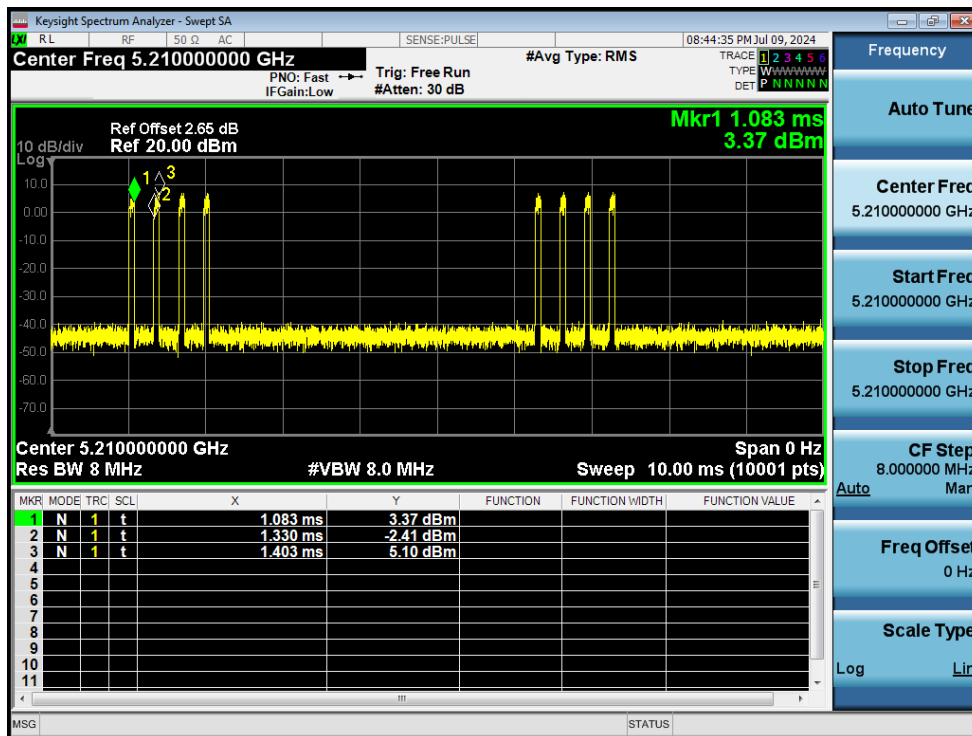 Keysight Spectrum Analyzer - Swept SA
LXI RL RF 50 Ω AC SENSE:PULSE 08:44:35 PM Jul 09, 2024
Center Freq 5.210000000 GHz
PNO: Fast
IFGain:Low
Trig: Free Run
#Atten: 30 dB
#Avg Type: RMS
TRACE 1 2 3 4 5 6
TYPE WWWWWW
DET P N N N N N
Ref Offset 2.65 dB
Ref 20.00 dBm
10 dB/div
Log
Mkr1 1.083 ms
3.37 dBm
10.0
0.00
-10.0
-20.0
-30.0
-40.0
-50.0
-60.0
-70.0
1
2
3
Center 5.210000000 GHz Span 0 Hz
Res BW 8 MHz #VBW 8.0 MHz Sweep 10.00 ms (10001 pts)
MKR MODE TRC SCL X Y FUNCTION FUNCTION WIDTH FUNCTION VALUE
1 N 1 t 1.083 ms 3.37 dBm
2 N 1 t 1.330 ms -2.41 dBm
3 N 1 t 1.403 ms 5.10 dBm
4
5
6
7
8
9
10
11
MSG STATUS
Frequency
Auto Tune
Center Freq
5.210000000 GHz
Start Freq
5.210000000 GHz
Stop Freq
5.210000000 GHz
CF Step
8.000000 MHz
Auto Man
Freq Offset
0 Hz
Scale Type
Log Lin